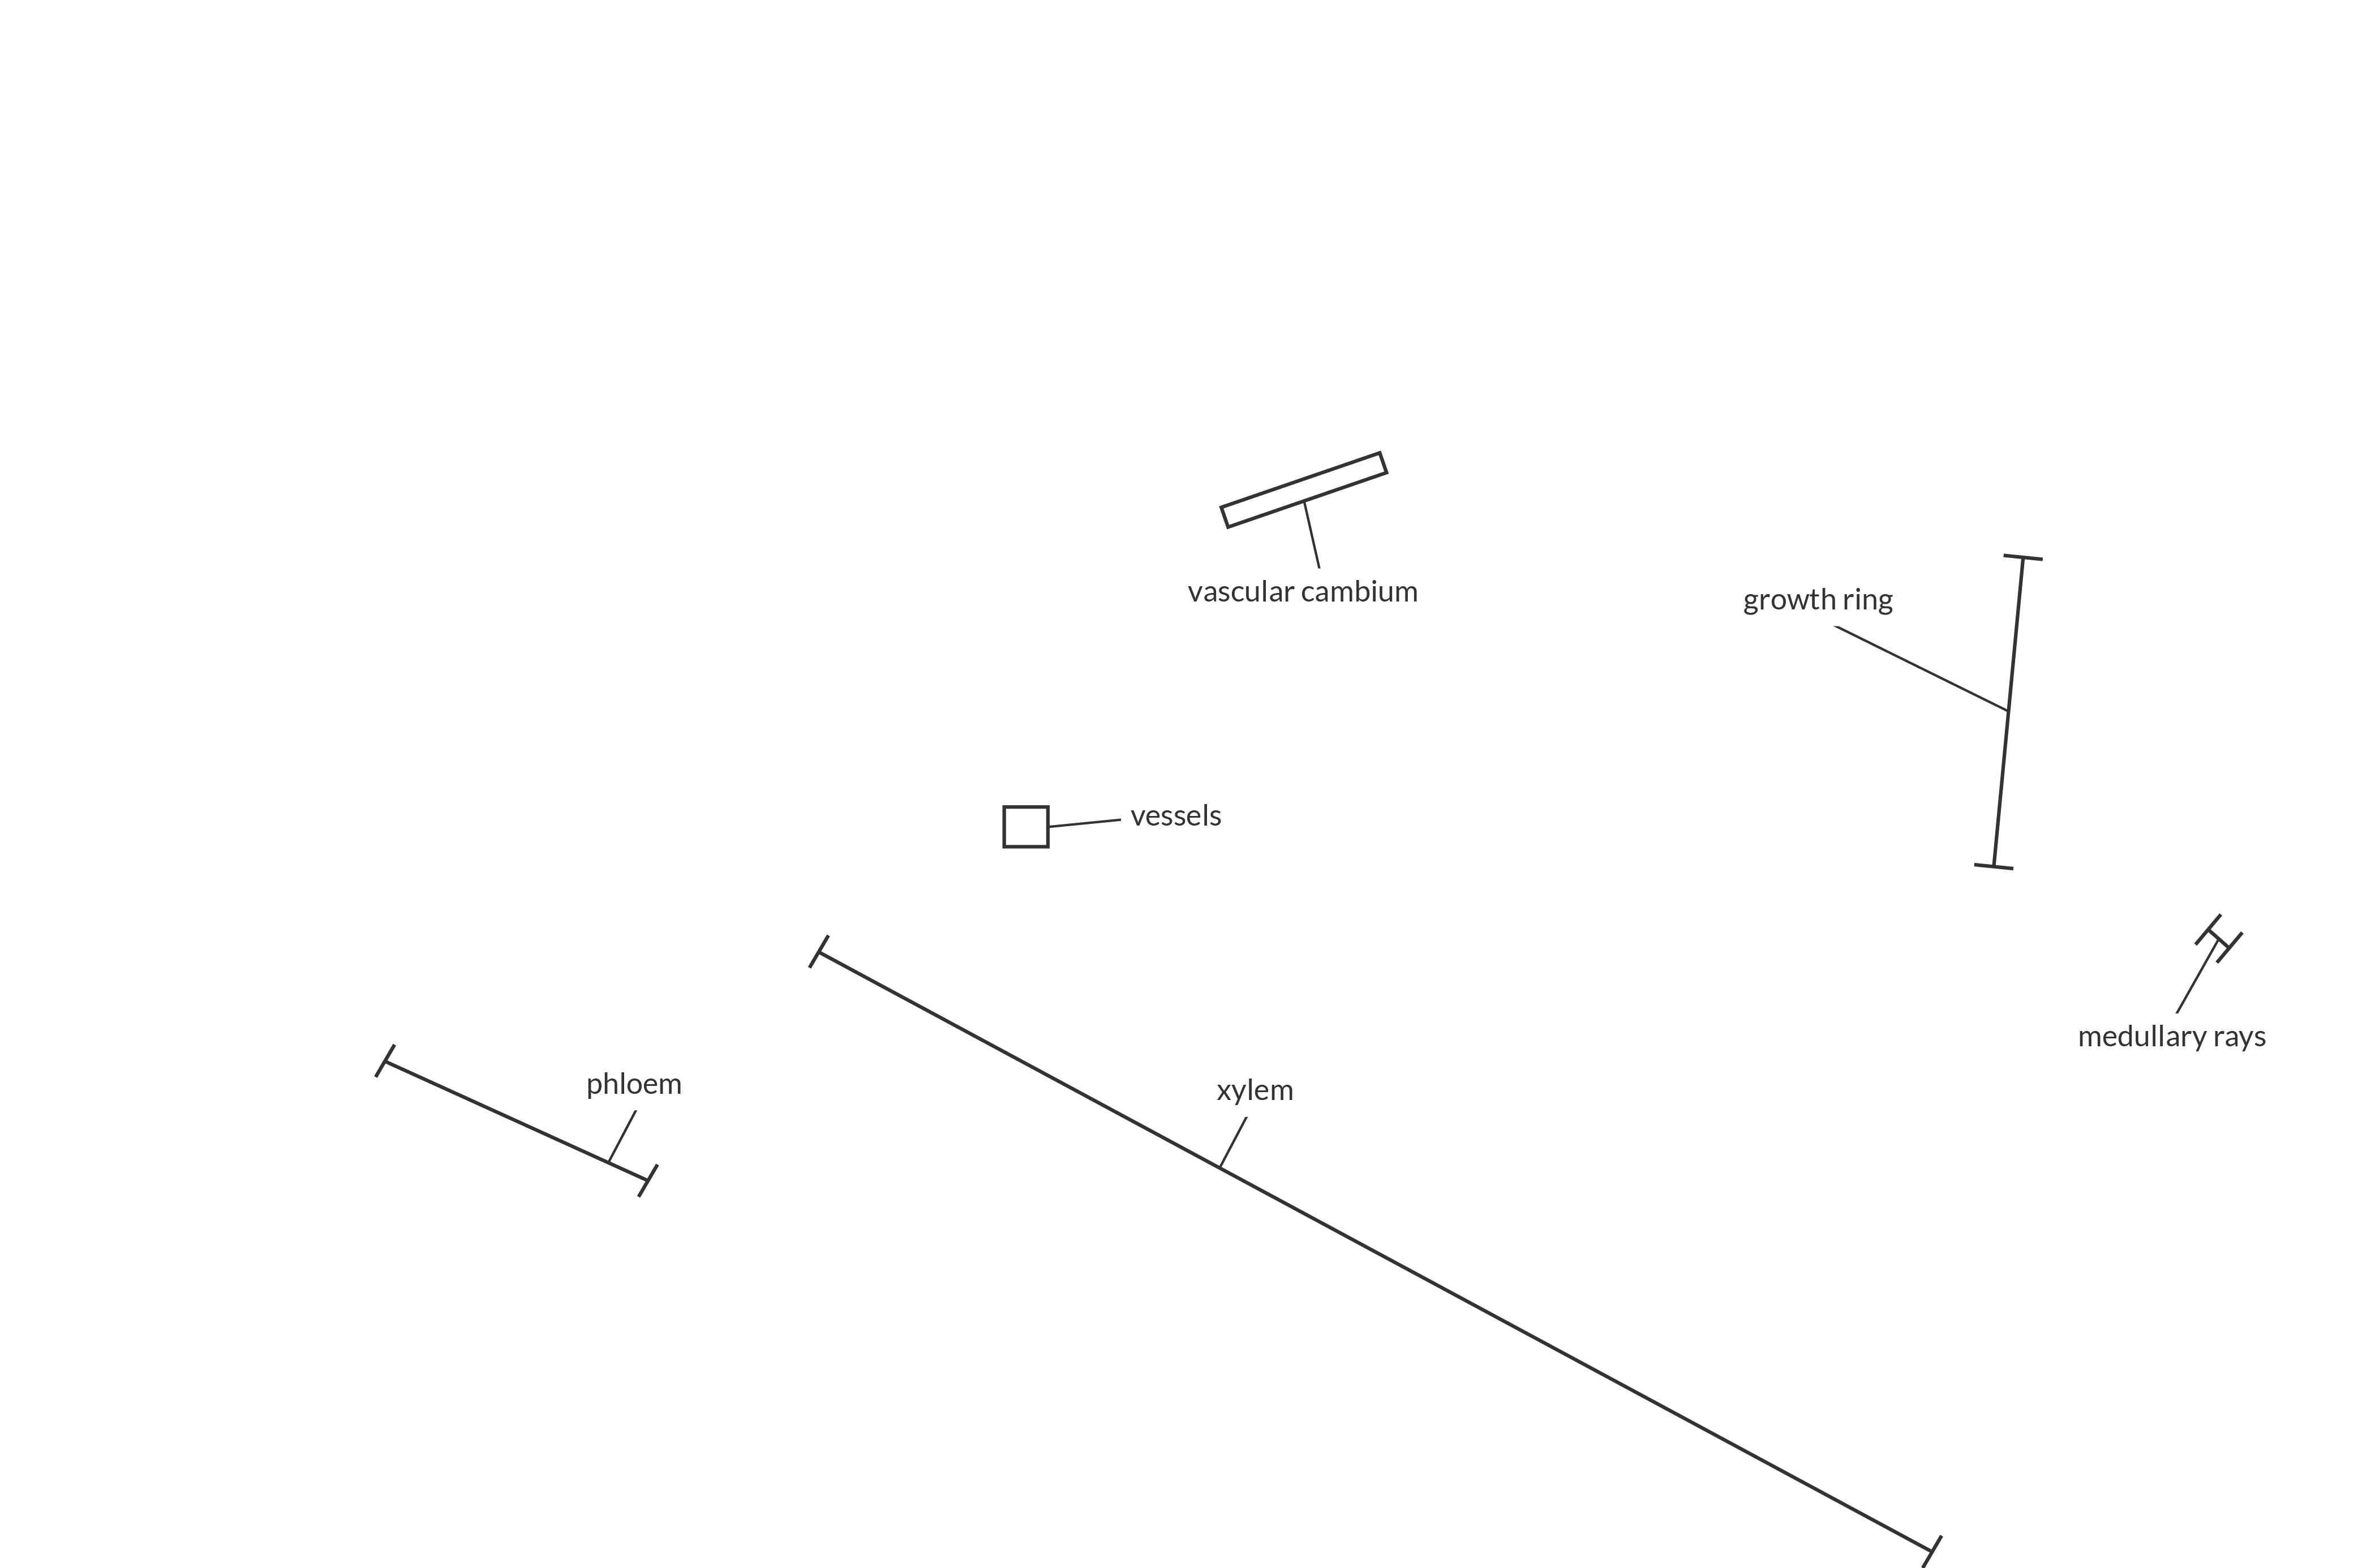 vascular cambium
growth ring
vessels
medullary rays
phloem
xylem